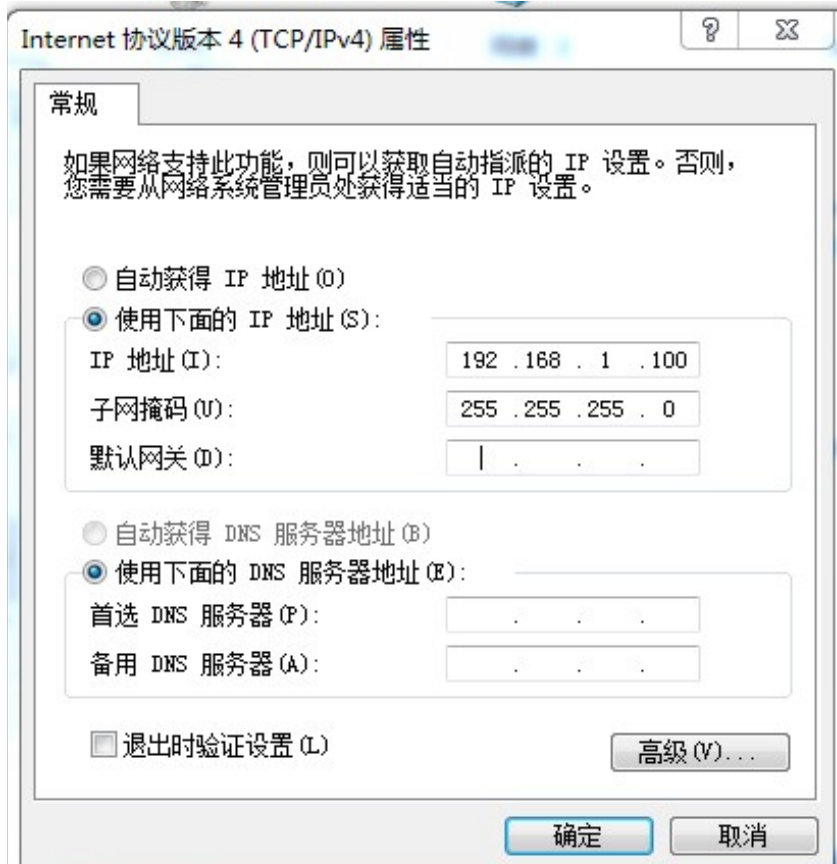 Internet 协议版本 4 (TCP/IPv4) 属性
常规
如果网络支持此功能，则可以获取自动指派的 IP 设置。否则，
您需要从网络系统管理员处获得适当的 IP 设置。
自动获得 IP 地址(O)
使用下面的 IP 地址(S):
IP 地址(I): 192 .168 . 1 .100
子网掩码(U): 255 .255 .255 . 0
默认网关(D): . . .
自动获得 DNS 服务器地址(B)
使用下面的 DNS 服务器地址(E):
首选 DNS 服务器(P): . . .
备用 DNS 服务器(A): . . .
退出时验证设置(L)
高级(V)...
确定 取消